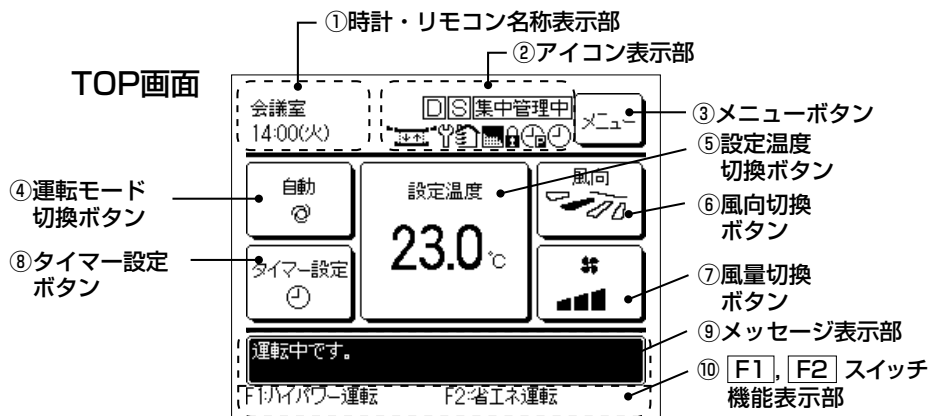 ①時計・リモコン名称表示部
②アイコン表示部
TOP画面
会議室
14:00(火)
D S 集中管理中
メニュー
③メニューボタン
⑤設定温度
切換ボタン
④運転モード
切換ボタン
自動
設定温度
23.0℃
風向
⑥風向切換
ボタン
⑧タイマー設定
ボタン
タイマー設定
⑦風量切換
ボタン
運転中です。
⑨メッセージ表示部
F1:ハイパワー運転 F2:省エネ運転
⑩ F1, F2 スイッチ
機能表示部